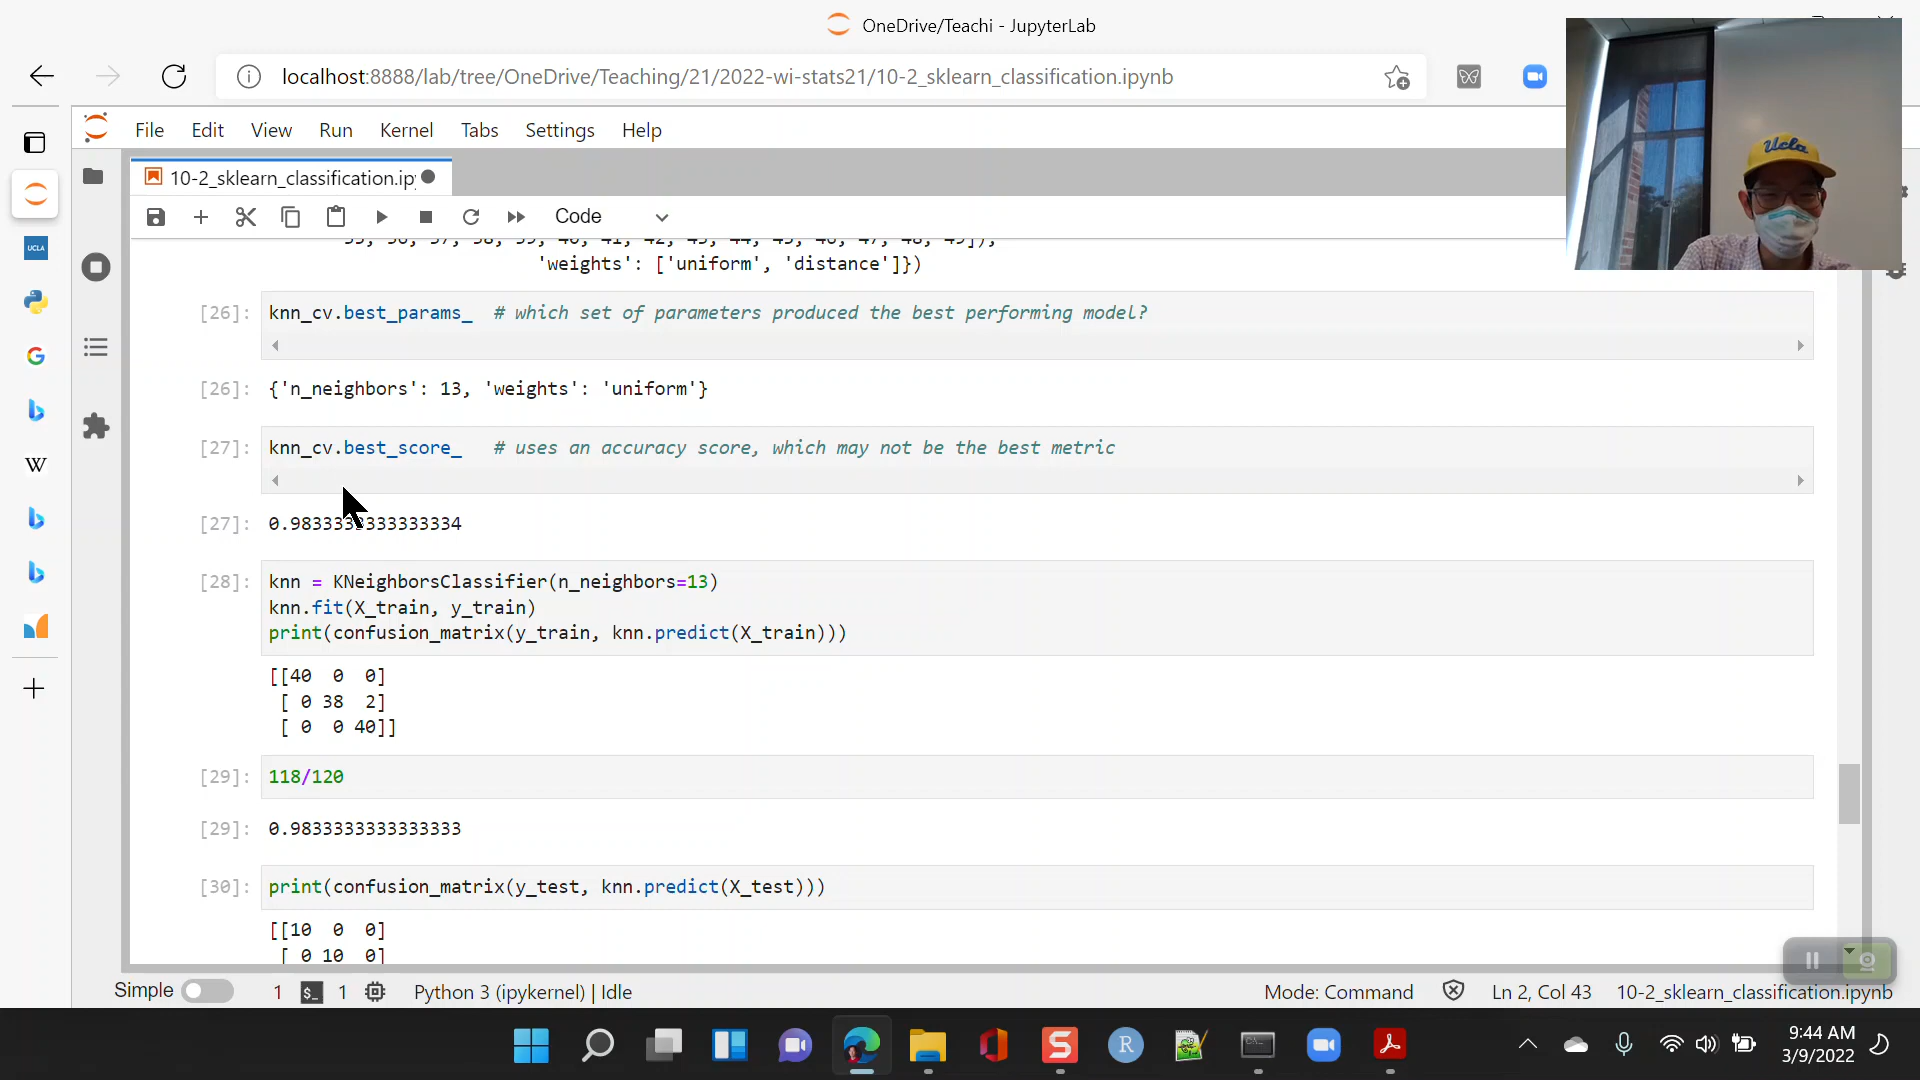 OneDrive/Teachi - JupyterLab
localhost:8888/lab/tree/OneDrive/Teaching/21/2022-wi-stats21/10-2_sklearn_classification.ipynb
File Edit View Run Kernel Tabs Settings Help
10-2_sklearn_classification.ip
Code
'weights': ['uniform', 'distance']})
[26]: knn_cv.best_params_  # which set of parameters produced the best performing model?
[26]: {'n_neighbors': 13, 'weights': 'uniform'}
[27]: knn_cv.best_score_   # uses an accuracy score, which may not be the best metric
[27]: 0.9833333333333334
[28]: knn = KNeighborsClassifier(n_neighbors=13)
knn.fit(X_train, y_train)
print(confusion_matrix(y_train, knn.predict(X_train)))
[[40  0  0]
[ 0 38  2]
[ 0  0 40]]
[29]: 118/120
[29]: 0.9833333333333333
[30]: print(confusion_matrix(y_test, knn.predict(X_test)))
[[10  0  0]
[ 0 10  0]
Simple 1 $_ 1 Python 3 (ipykernel) | Idle Mode: Command Ln 2, Col 43 10-2_sklearn_classification.ipynb
9:44 AM
3/9/2022
Ucla
UCLA
W